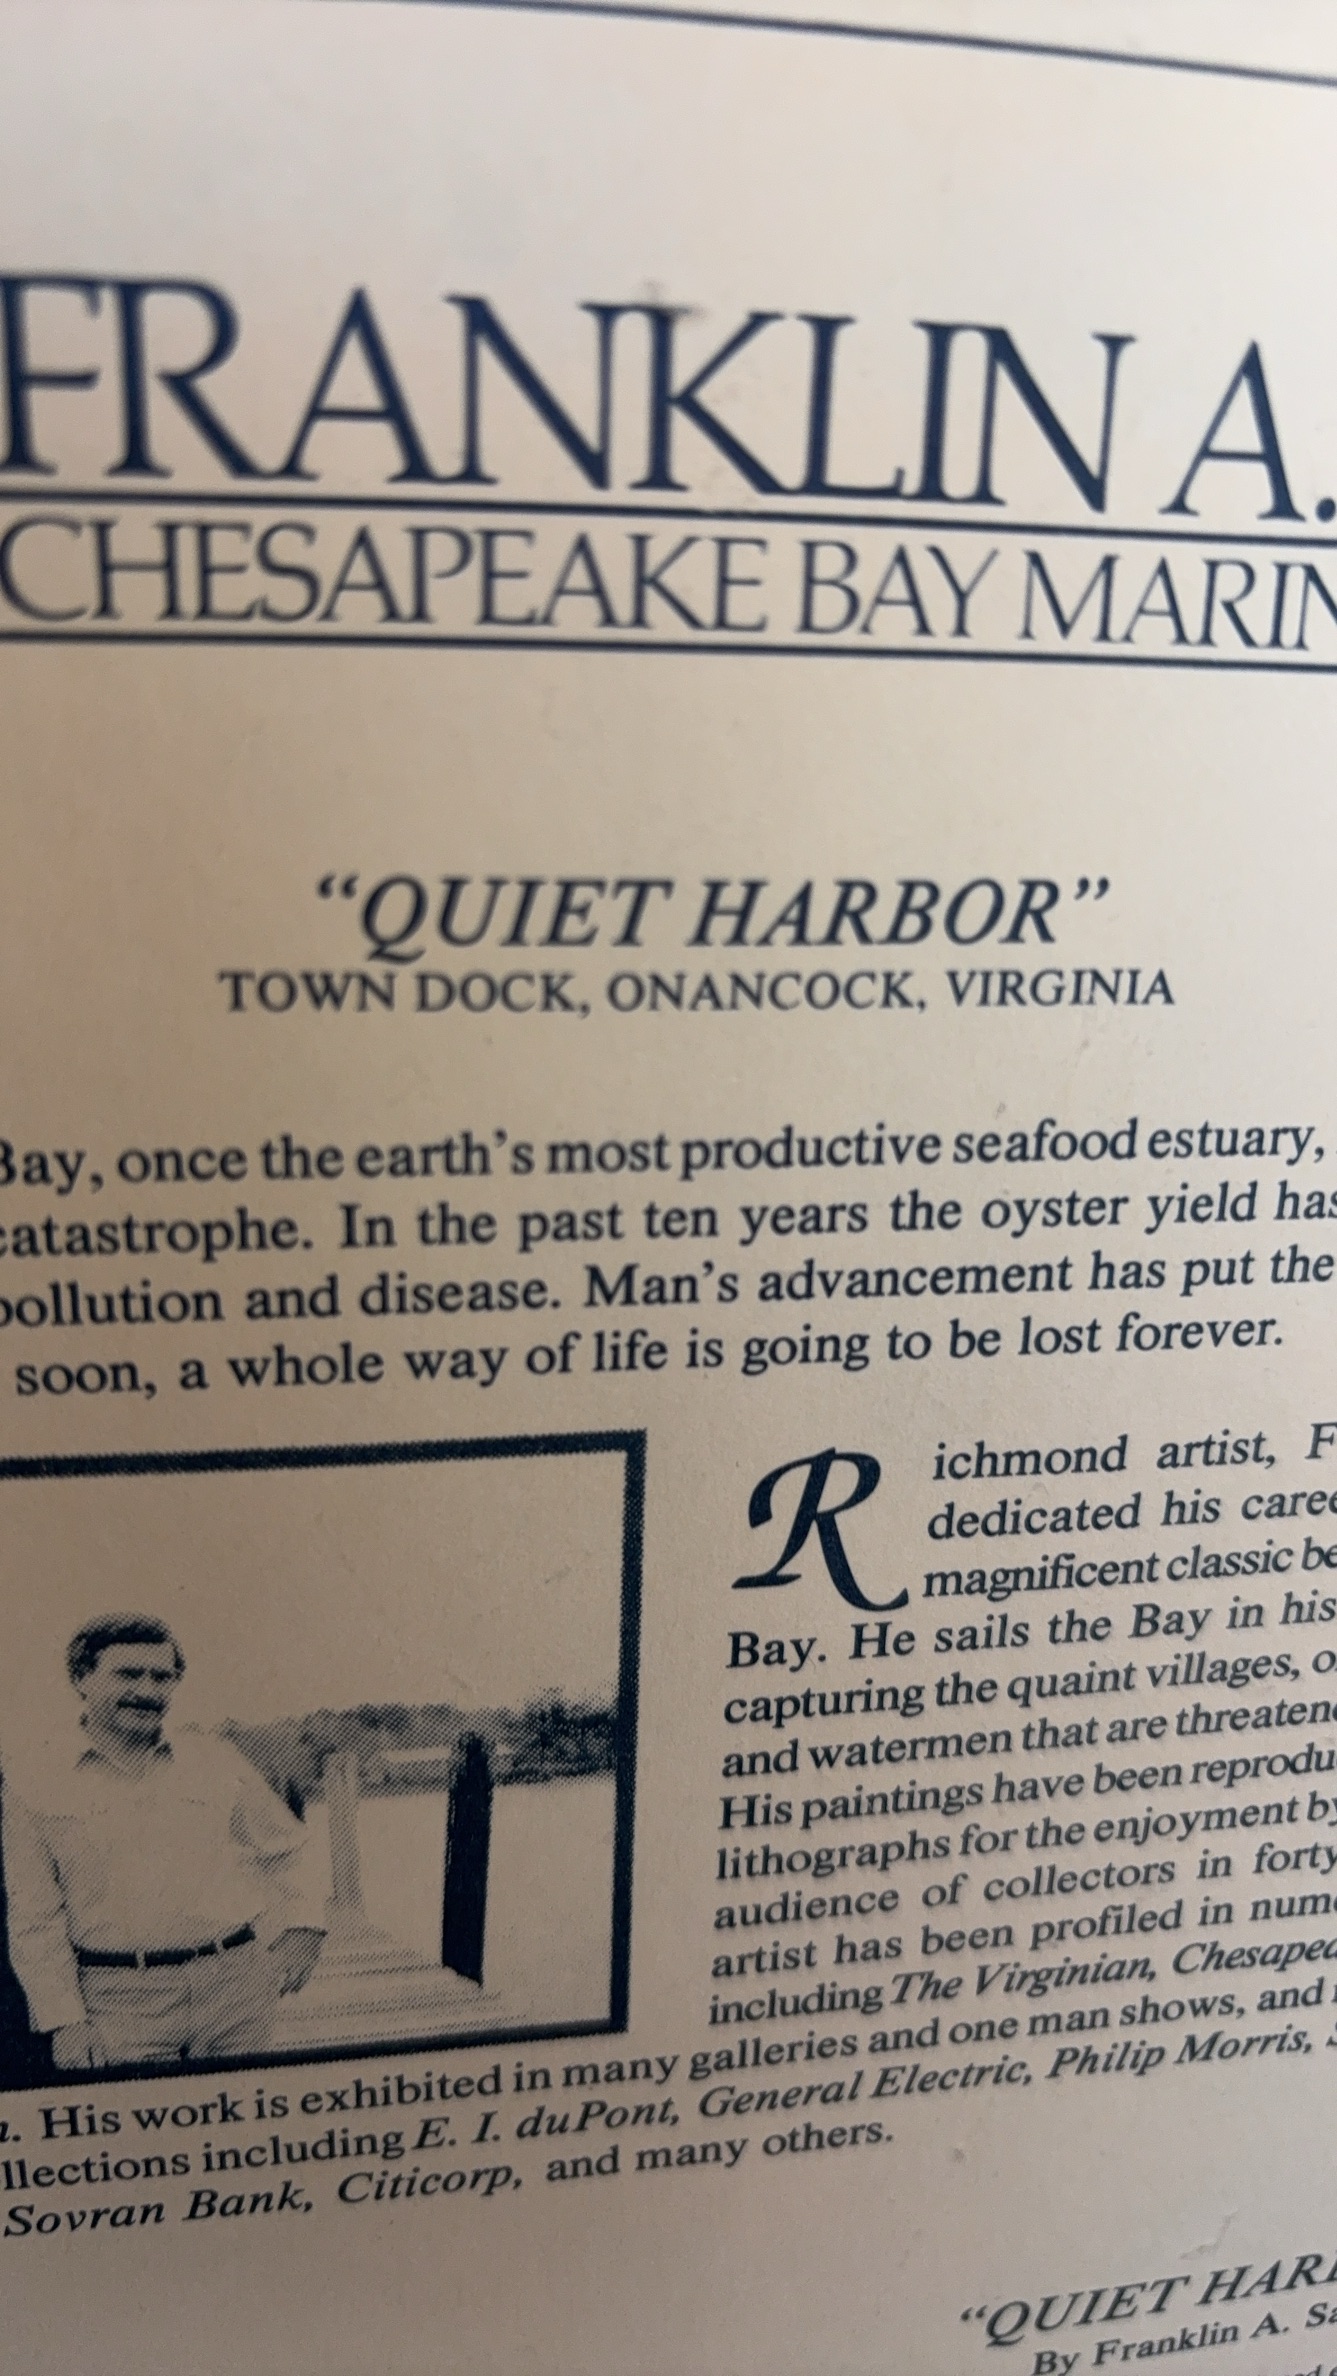 FRANKLIN A.
CHESAPEAKE BAY MARIN
“QUIET HARBOR”
TOWN DOCK, ONANCOCK, VIRGINIA
Bay, once the earth’s most productive seafood estuary,
catastrophe. In the past ten years the oyster yield has
pollution and disease. Man’s advancement has put the
soon, a whole way of life is going to be lost forever.
Richmond artist, F
dedicated his caree
magnificent classic be
Bay. He sails the Bay in his
capturing the quaint villages, o
and watermen that are threaten
His paintings have been reprodu
lithographs for the enjoyment by
audience of collectors in forty
artist has been profiled in num
including The Virginian, Chesapea
. His work is exhibited in many galleries and one man shows, and
llections including E. I. duPont, General Electric, Philip Morris, S
Sovran Bank, Citicorp, and many others.
“QUIET HARB
By Franklin A. Sa